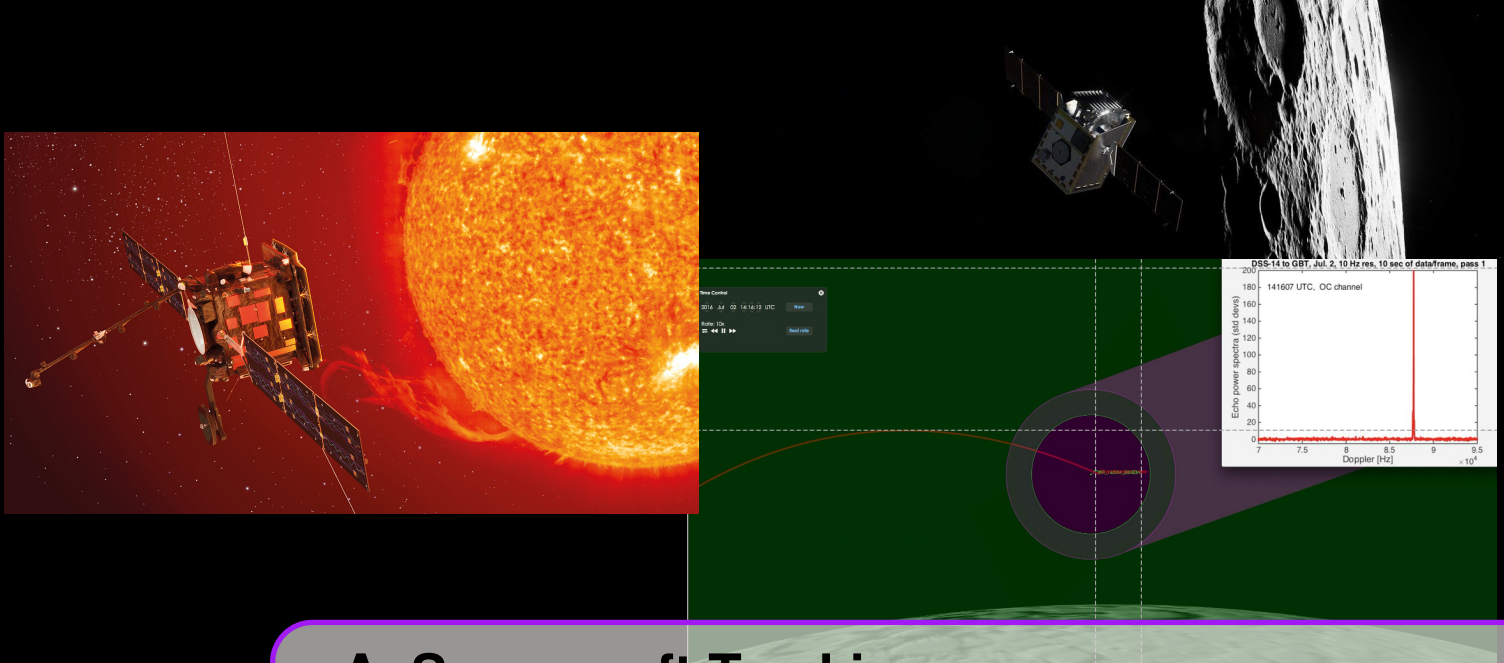 DSS-14 to GBT, Jul. 2, 10 Hz res, 10 sec of data/frame, pass 1
141607 UTC, OC channel
Echo power spectra (std devs)
200
180
160
140
120
100
80
60
40
20
0
7 7.5 8 8.5 9 9.5
×10⁴
Doppler [Hz]
Time Control
2016 Jul 02 14:16:12 UTC Now
Rate: 10x
Real rate